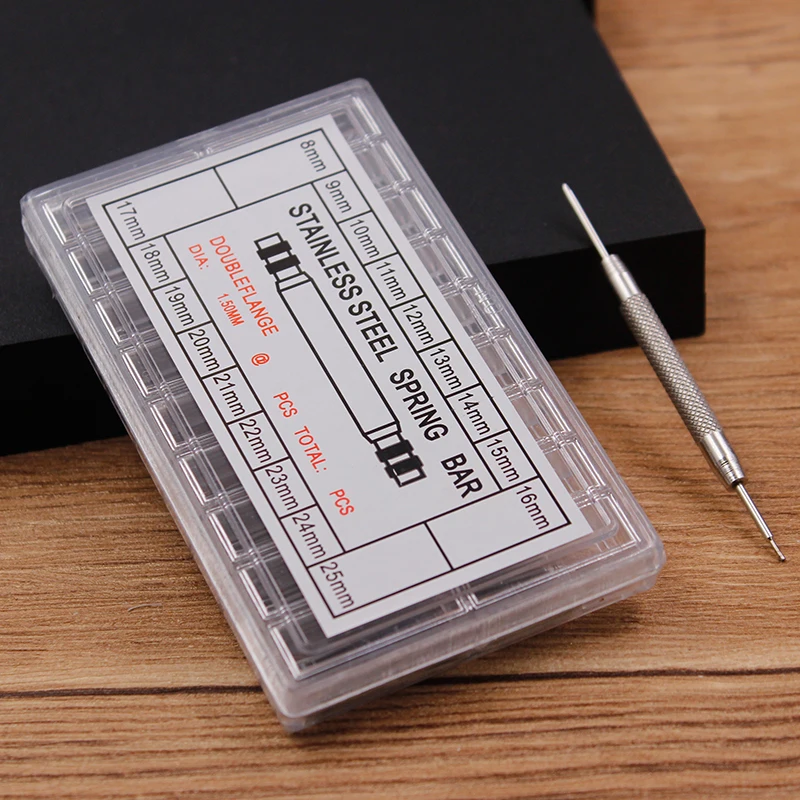 8mm
9mm
10mm
11mm
12mm
13mm
14mm
15mm
16mm
STAINLESS STEEL SPRING BAR
DOUBLEFLANGE @ PCS TOTAL: PCS
DIA: 1.50MM
17mm
18mm
19mm
20mm
21mm
22mm
23mm
24mm
25mm